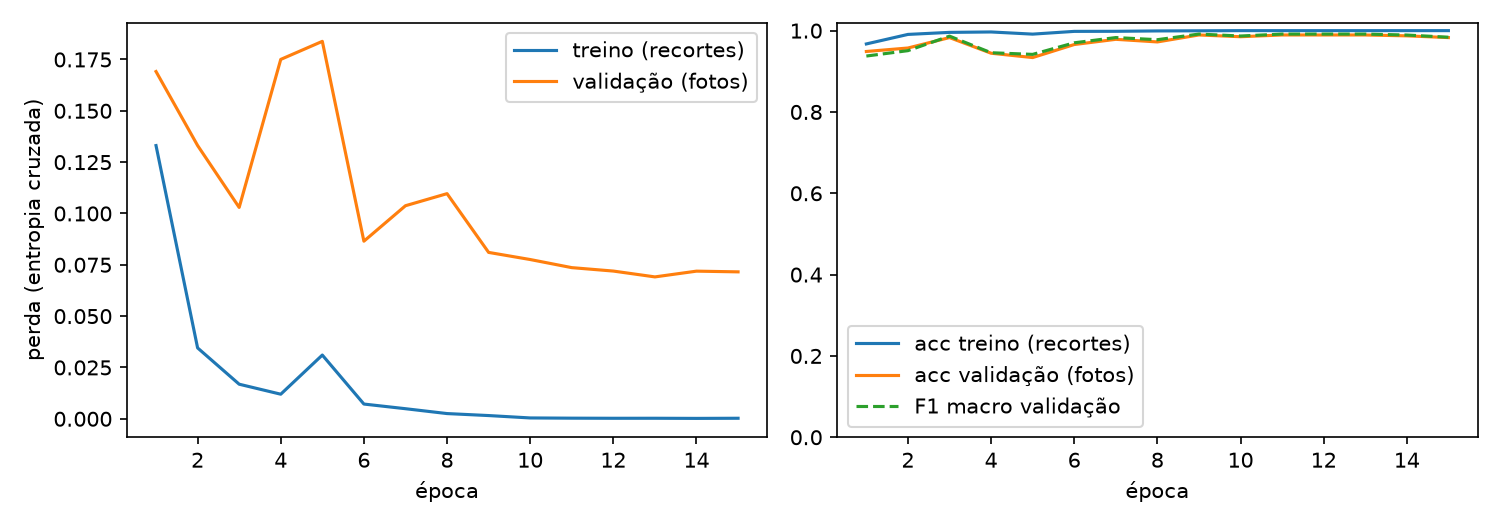 perda (entropia cruzada)
0.175
0.150
0.125
0.100
0.075
0.050
0.025
0.000
treino (recortes)
validação (fotos)
2 4 6 8 10 12 14
época
1.0
0.8
0.6
0.4
0.2
0.0
acc treino (recortes)
acc validação (fotos)
F1 macro validação
2 4 6 8 10 12 14
época